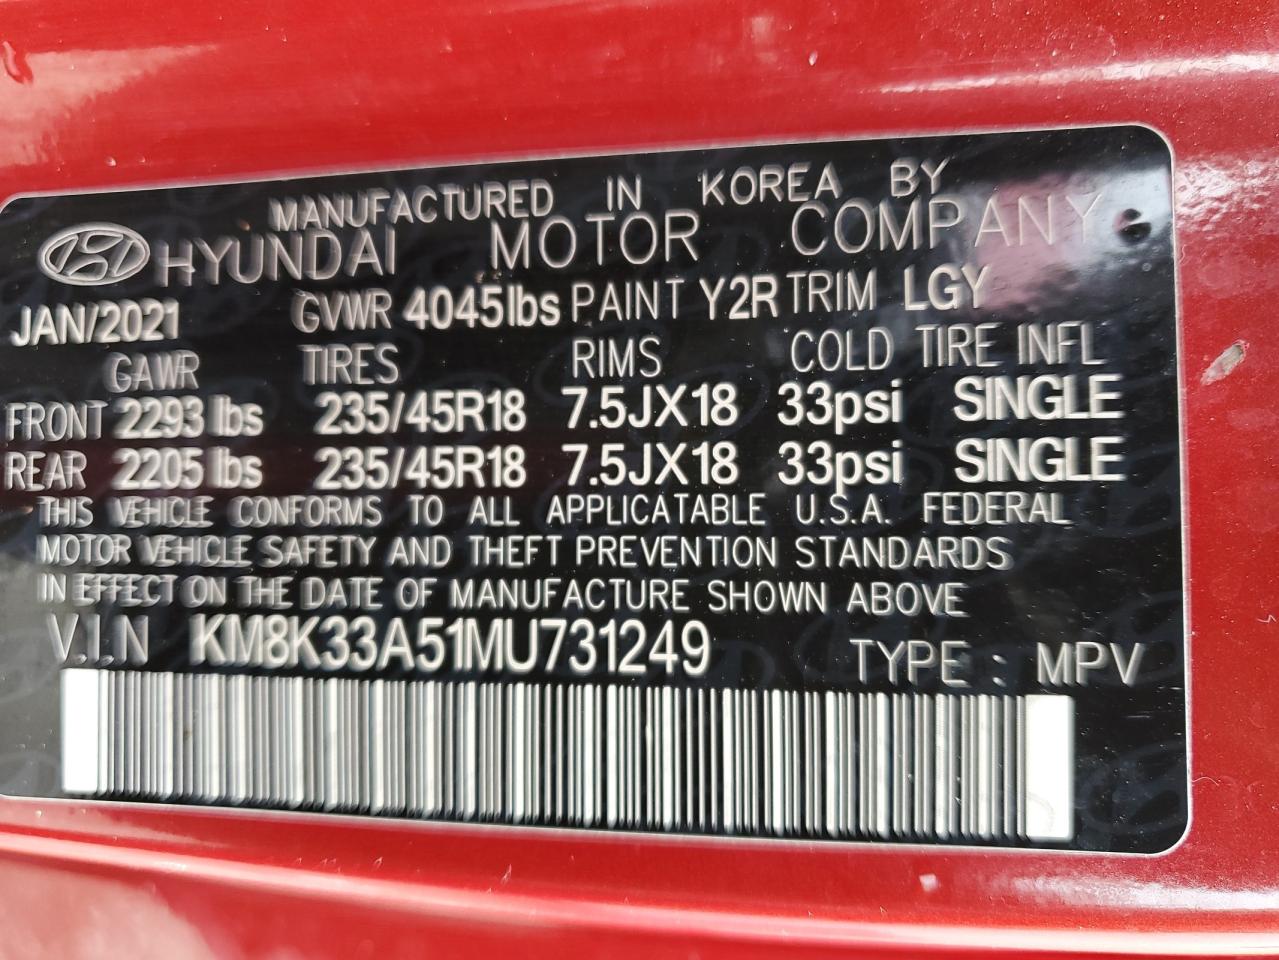 MANUFACTURED IN KOREA BY
HYUNDAI MOTOR COMPANY
JAN/2021 GVWR 4045lbs PAINT Y2R TRIM LGY
GAWR TIRES RIMS COLD TIRE INFL
FRONT 2293 lbs 235/45R18 7.5JX18 33psi SINGLE
REAR 2205 lbs 235/45R18 7.5JX18 33psi SINGLE
THIS VEHICLE CONFORMS TO ALL APPLICATABLE U.S.A. FEDERAL
MOTOR VEHICLE SAFETY AND THEFT PREVENTION STANDARDS
IN EFFECT ON THE DATE OF MANUFACTURE SHOWN ABOVE
V.I.N KM8K33A51MU731249 TYPE : MPV